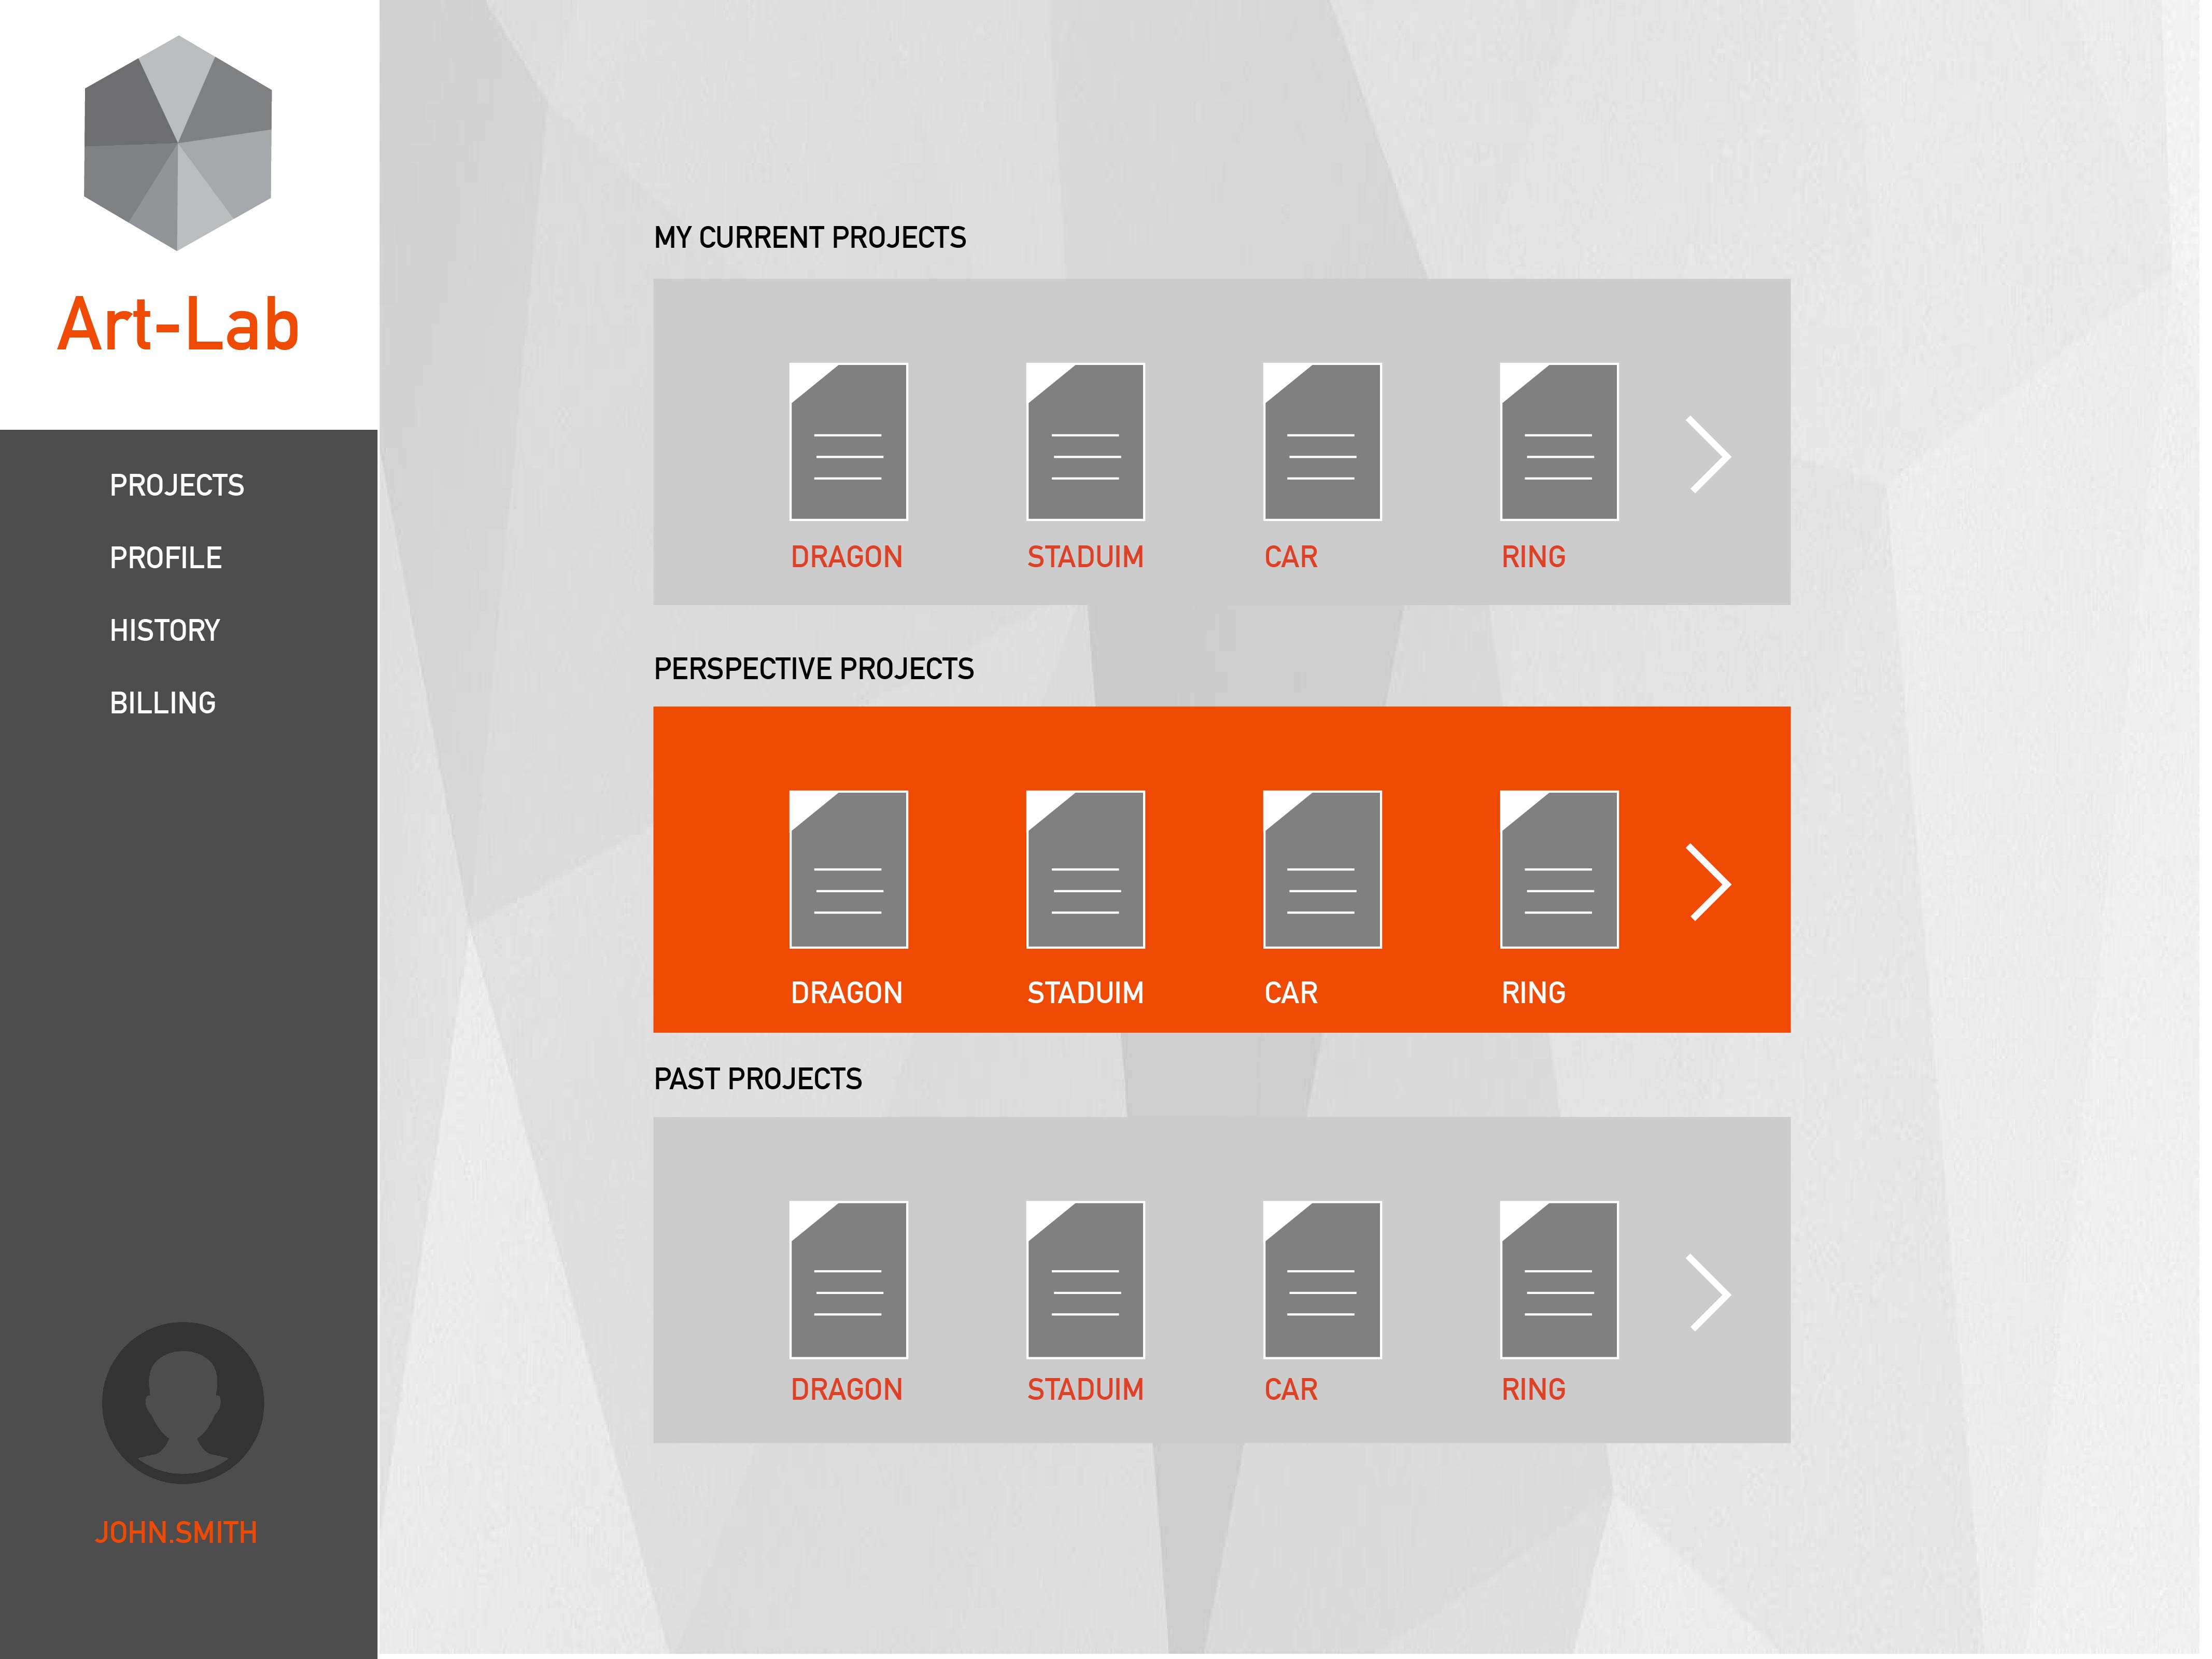 Art-Lab
PROJECTS
PROFILE
HISTORY
BILLING
JOHN.SMITH
MY CURRENT PROJECTS
DRAGON STADUIM CAR RING
PERSPECTIVE PROJECTS
DRAGON STADUIM CAR RING
PAST PROJECTS
DRAGON STADUIM CAR RING